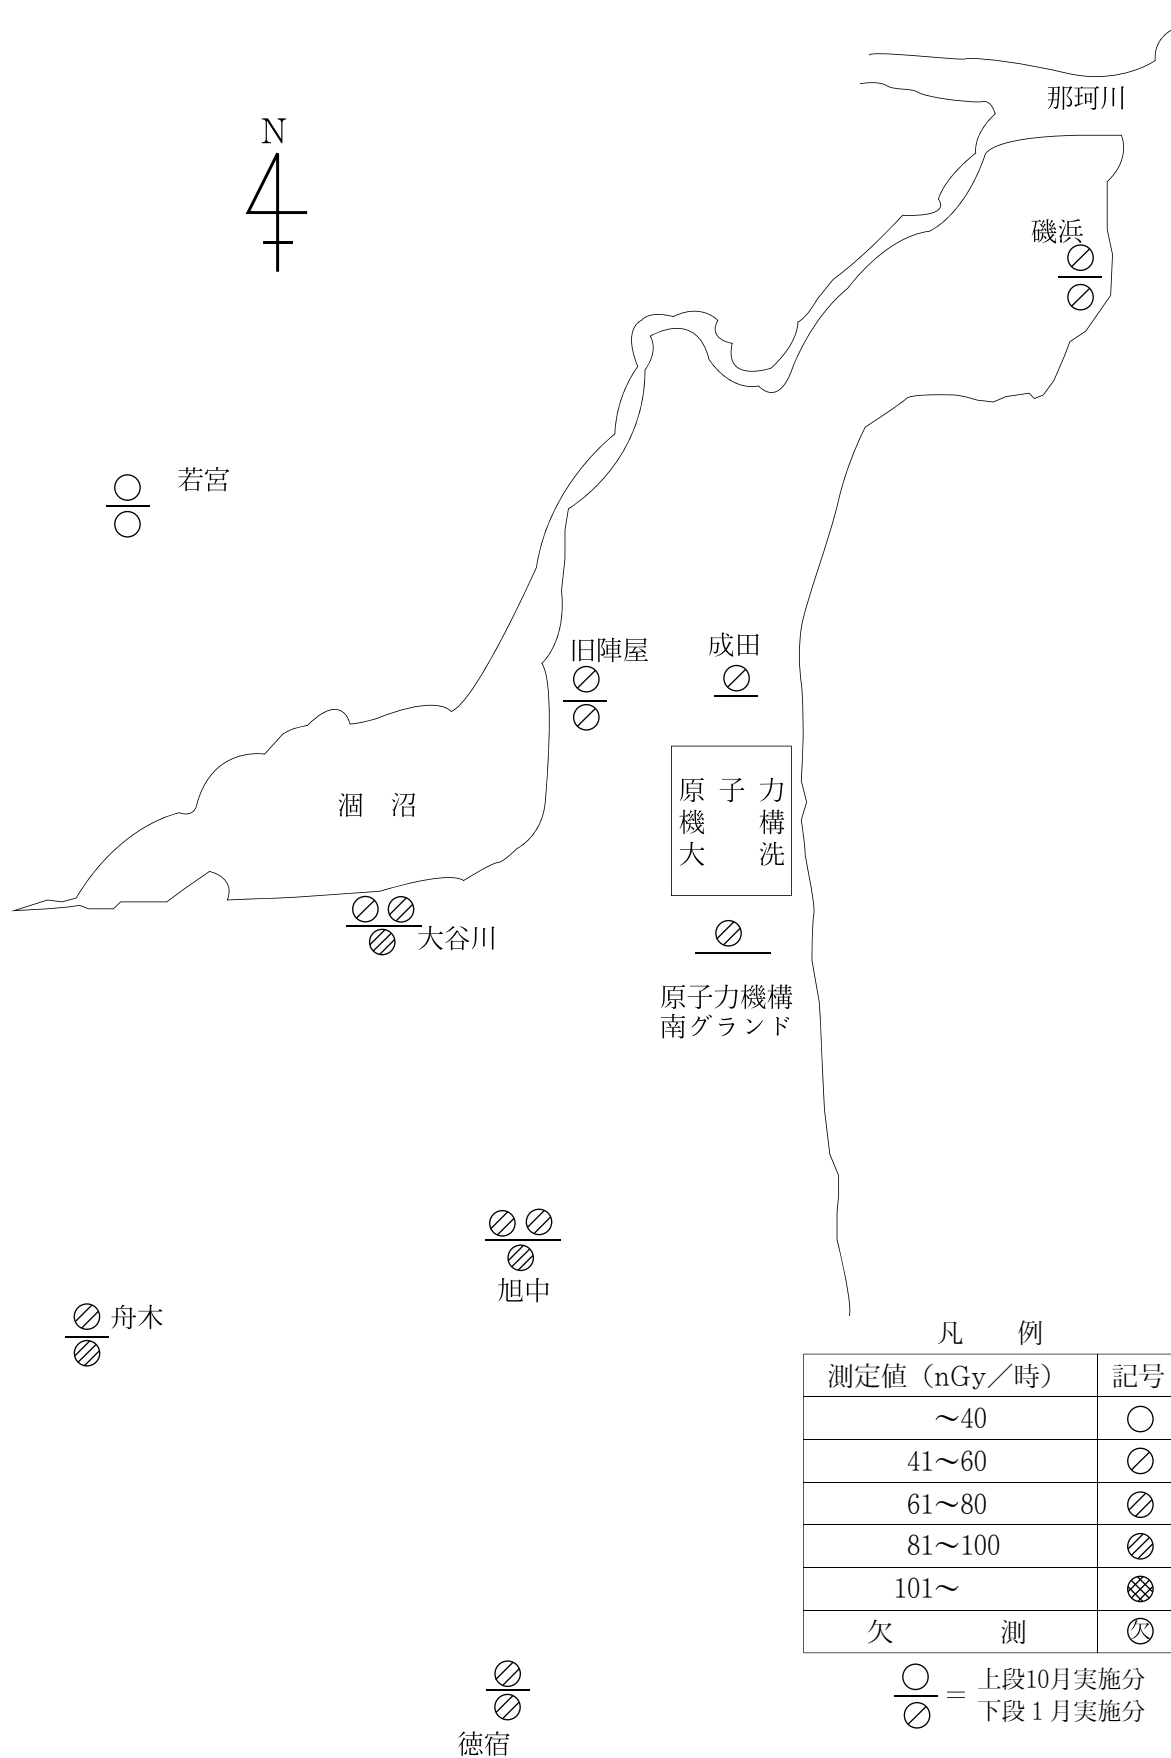 那珂川
N
磯浜
若宮
旧陣屋
成田
原子力
機構
大洗
涸沼
大谷川
原子力機構
南グランド
旭中
舟木
凡例
測定値（nGy／時） 記号
～40
41～60
61～80
81～100
101～
欠測 欠
＝ 上段10月実施分
下段１月実施分
徳宿